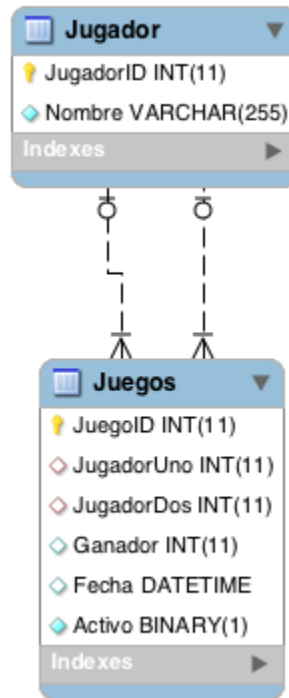 Jugador
JugadorID INT(11)
Nombre VARCHAR(255)
Indexes
Juegos
JuegoID INT(11)
JugadorUno INT(11)
JugadorDos INT(11)
Ganador INT(11)
Fecha DATETIME
Activo BINARY(1)
Indexes